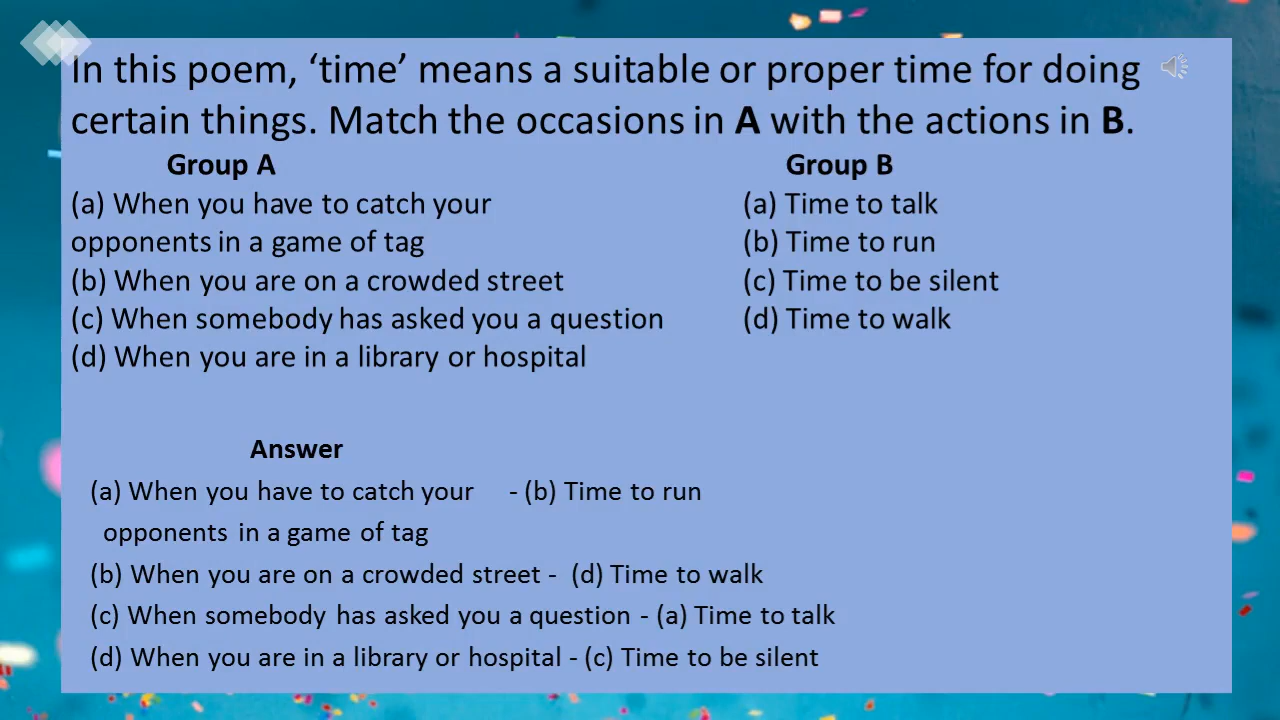 In this poem, ‘time’ means a suitable or proper time for doing
certain things. Match the occasions in A with the actions in B.
Group A
(a) When you have to catch your
opponents in a game of tag
(b) When you are on a crowded street
(c) When somebody has asked you a question
(d) When you are in a library or hospital
Group B
(a) Time to talk
(b) Time to run
(c) Time to be silent
(d) Time to walk
Answer
(a) When you have to catch your - (b) Time to run
opponents in a game of tag
(b) When you are on a crowded street - (d) Time to walk
(c) When somebody has asked you a question - (a) Time to talk
(d) When you are in a library or hospital - (c) Time to be silent